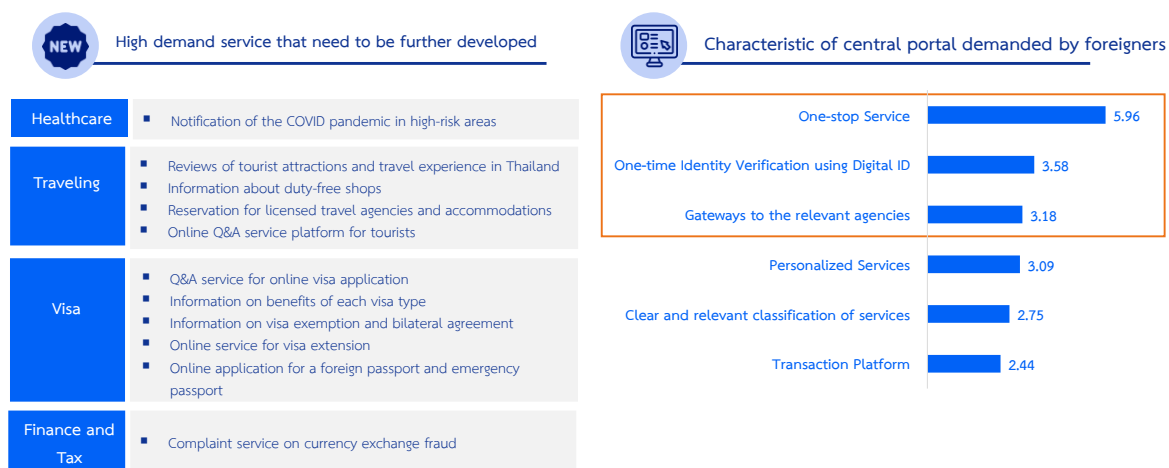 NEW
High demand service that need to be further developed
Healthcare
Notification of the COVID pandemic in high-risk areas
Traveling
Reviews of tourist attractions and travel experience in Thailand
Information about duty-free shops
Reservation for licensed travel agencies and accommodations
Online Q&A service platform for tourists
Visa
Q&A service for online visa application
Information on benefits of each visa type
Information on visa exemption and bilateral agreement
Online service for visa extension
Online application for a foreign passport and emergency
passport
Finance and
Tax
Complaint service on currency exchange fraud
Characteristic of central portal demanded by foreigners
One-stop Service 5.96
One-time Identity Verification using Digital ID 3.58
Gateways to the relevant agencies 3.18
Personalized Services 3.09
Clear and relevant classification of services 2.75
Transaction Platform 2.44